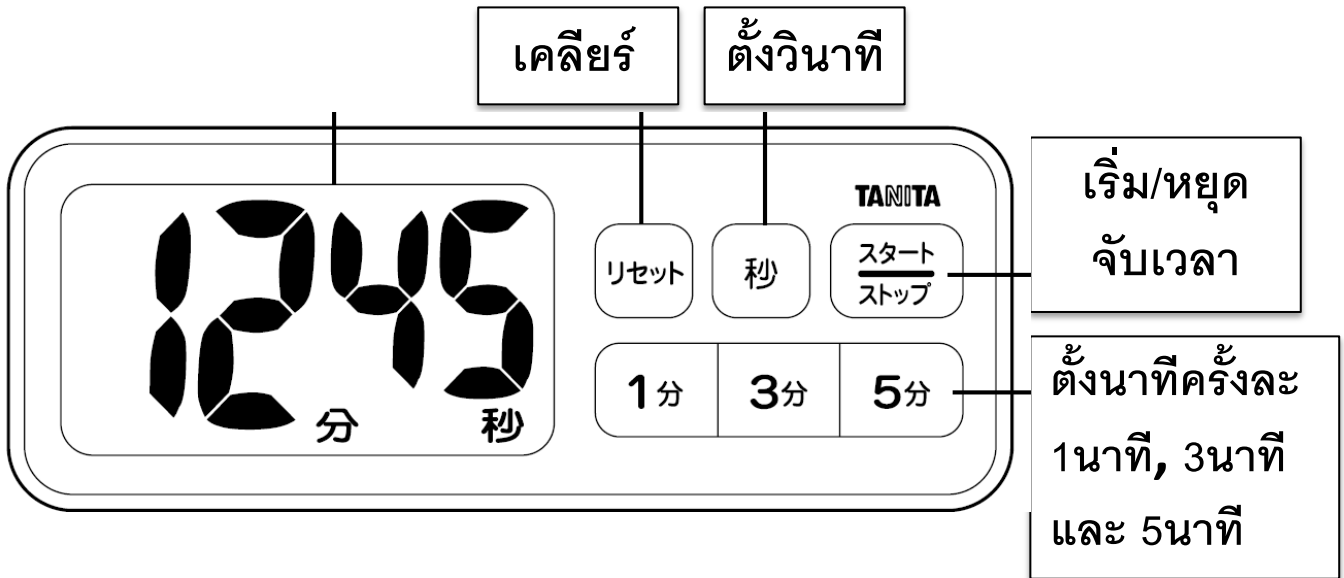 เคลียร์
ตั้งวินาที
TANITA
リセット
秒
スタート
ストップ
เริ่ม/หยุด
จับเวลา
1245
分 秒
1分 3分 5分
ตั้งนาทีครั้งละ
1นาที, 3นาที
และ 5นาที